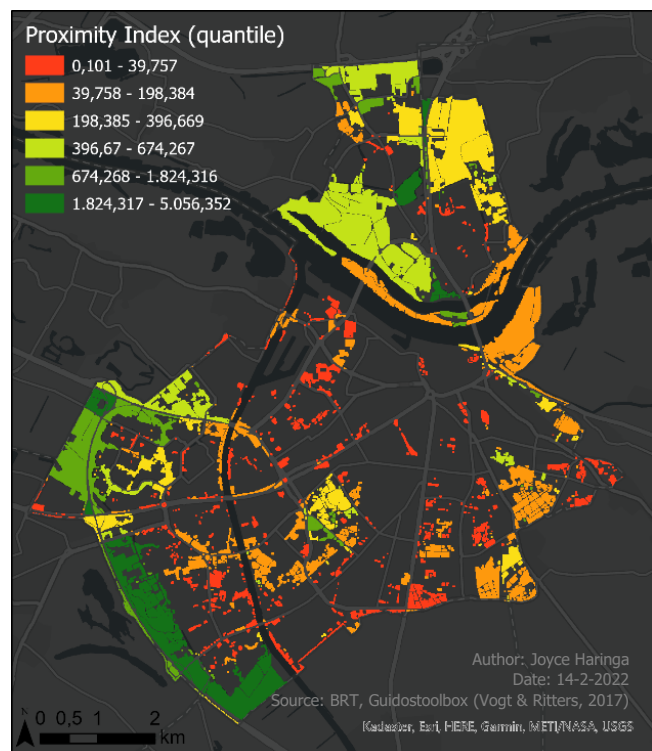 Proximity Index (quantile)
0,101 - 39,757
39,758 - 198,384
198,385 - 396,669
396,67 - 674,267
674,268 - 1.824,316
1.824,317 - 5.056,352
Author: Joyce Haringa
Date: 14-2-2022
Source: BRT, Guidostoolbox (Vogt & Ritters, 2017)
Kadaster, Esri, HERE, Garmin, METI/NASA, USGS
N
0 0,5 1 2
km